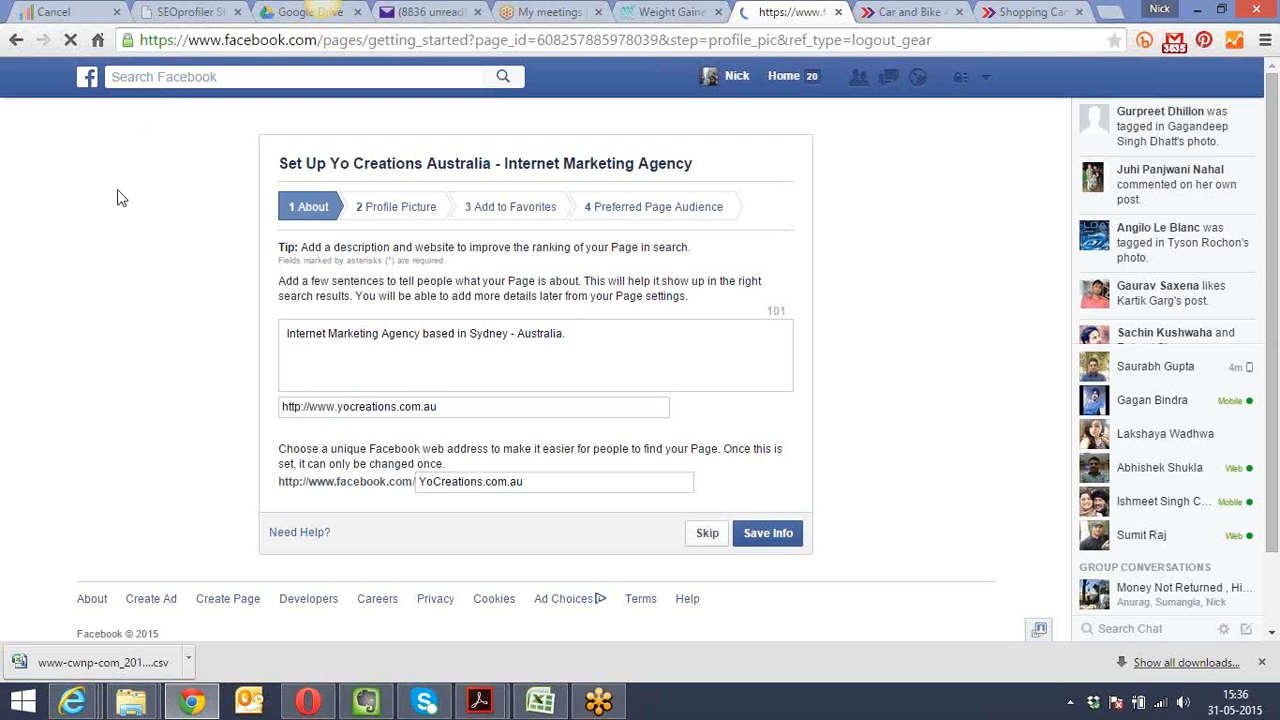 Cancel
SEOprofiler S
Google Drive
(8836 unread
My meetings
Weight Gaine
https://www.f
Car and Bike A
Shopping Car
Nick
https://www.facebook.com/pages/getting_started?page_id=608257885978039&step=profile_pic&ref_type=logout_gear
3635
Search Facebook
Nick
Home 20
Set Up Yo Creations Australia - Internet Marketing Agency
1 About
2 Profile Picture
3 Add to Favorites
4 Preferred Page Audience
Tip: Add a description and website to improve the ranking of your Page in search.
Fields marked by asterisks (*) are required.
Add a few sentences to tell people what your Page is about. This will help it show up in the right
search results. You will be able to add more details later from your Page settings.
101
Internet Marketing Agency based in Sydney - Australia.
http://www.yocreations.com.au
Choose a unique Facebook web address to make it easier for people to find your Page. Once this is
set, it can only be changed once.
http://www.facebook.com/ YoCreations.com.au
Need Help?
Skip
Save Info
About
Create Ad
Create Page
Developers
Careers
Privacy
Cookies
Ad Choices
Terms
Help
Facebook © 2015
Gurpreet Dhillon was
tagged in Gagandeep
Singh Dhatt's photo.
Juhi Panjwani Nahal
commented on her own
post.
Angilo Le Blanc was
tagged in Tyson Rochon's
photo.
Gaurav Saxena likes
Kartik Garg's post.
Sachin Kushwaha and
Saurabh Gupta 4m
Gagan Bindra Mobile
Lakshaya Wadhwa
Abhishek Shukla Web
Ishmeet Singh C... Mobile
Sumit Raj Web
GROUP CONVERSATIONS
Money Not Returned , Hi...
Anurag, Sumangla, Nick
Search Chat
www-cwnp-com_201....csv
Show all downloads...
15:36
31-05-2015